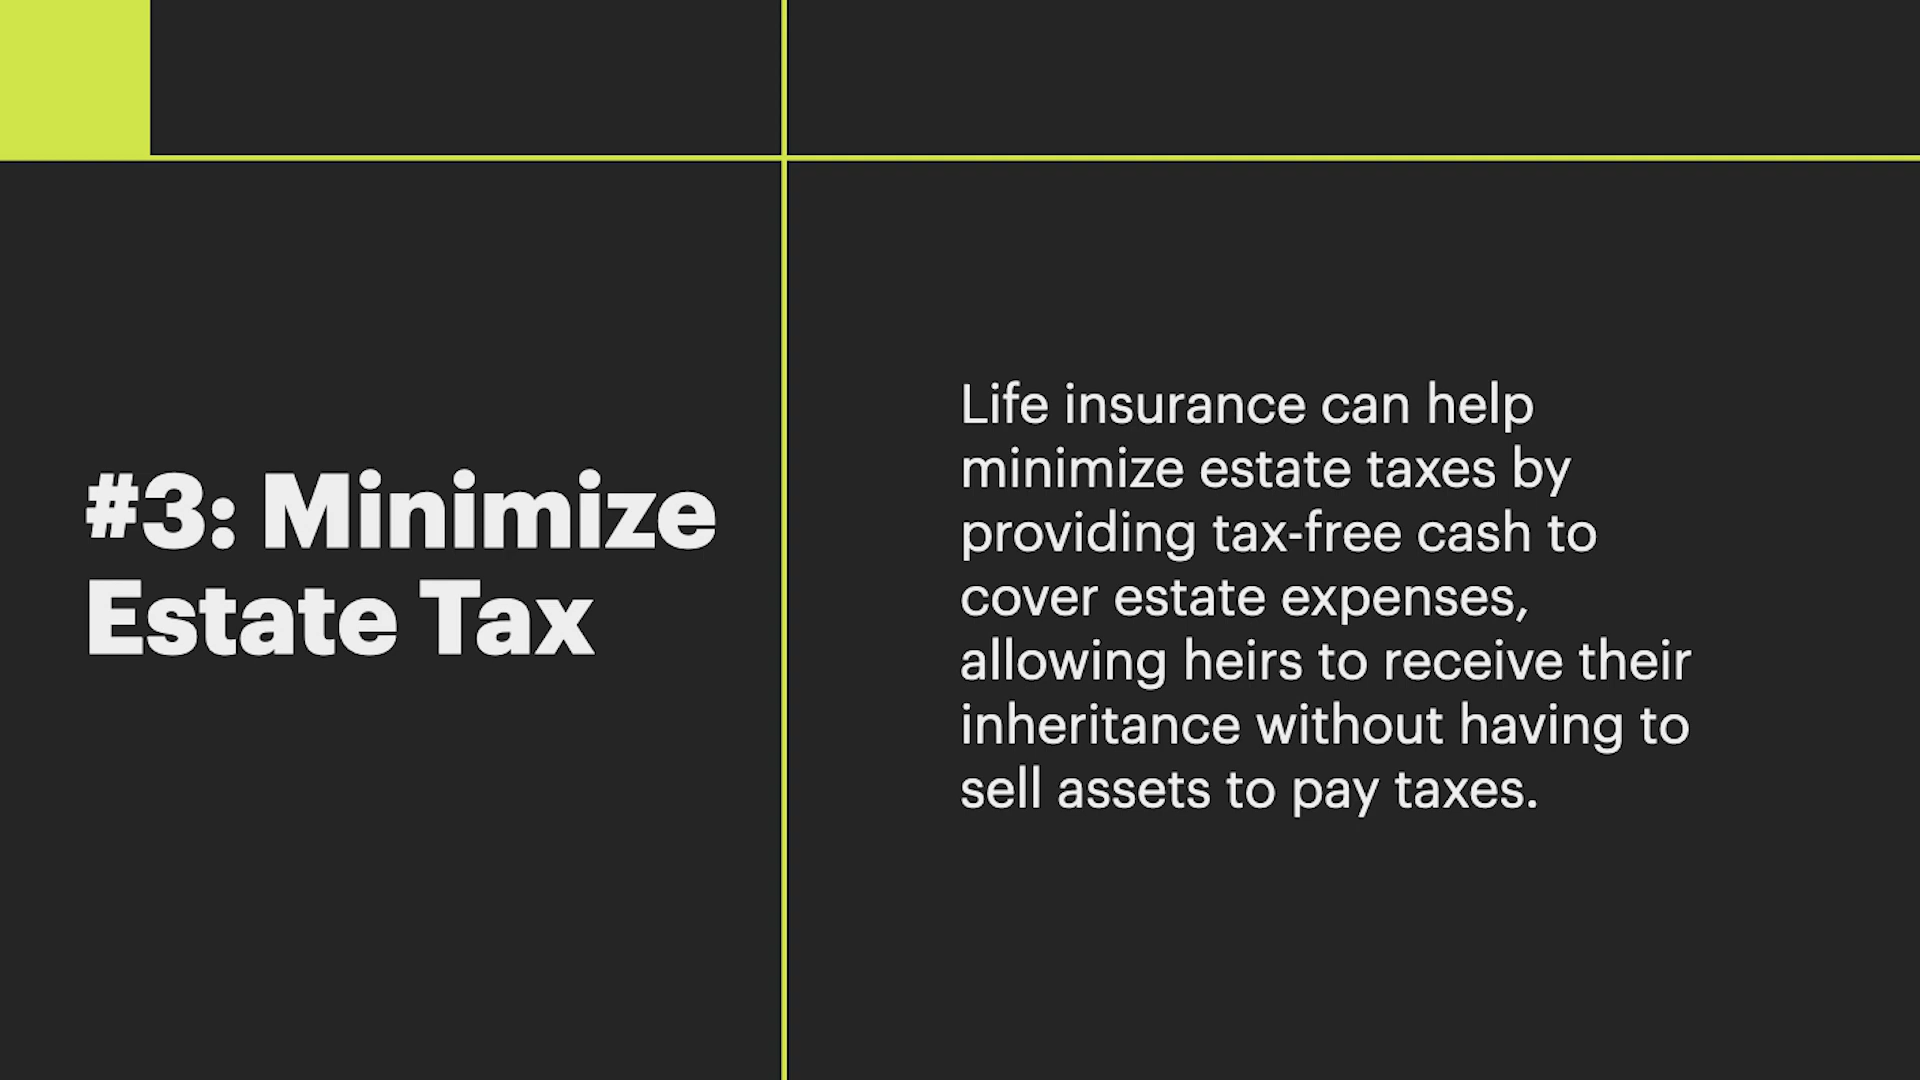 #3: Minimize
Estate Tax
Life insurance can help
minimize estate taxes by
providing tax-free cash to
cover estate expenses,
allowing heirs to receive their
inheritance without having to
sell assets to pay taxes.